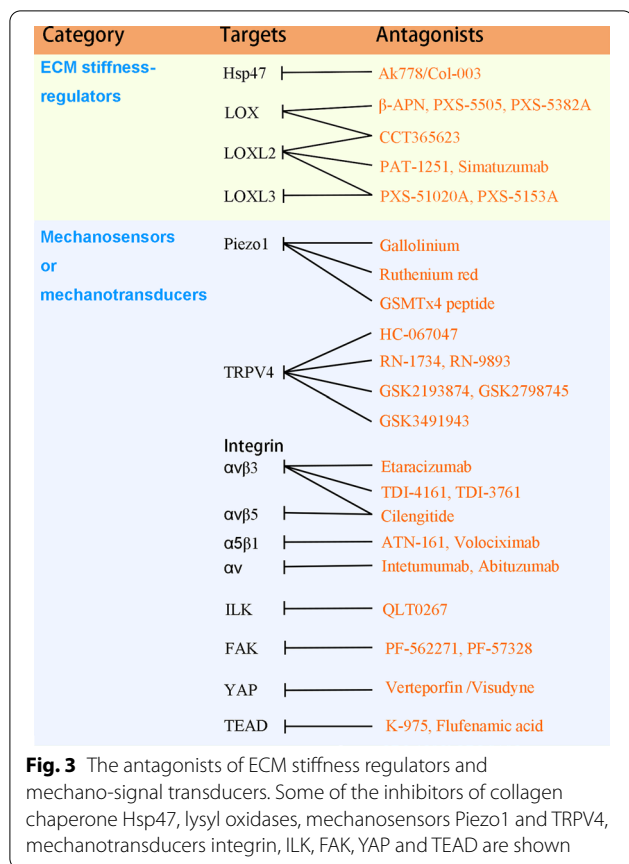 Category Targets Antagonists
ECM stiffness-
regulators
Hsp47 Ak778/Col-003
LOX β-APN, PXS-5505, PXS-5382A
CCT365623
LOXL2
PAT-1251, Simatuzumab
LOXL3 PXS-51020A, PXS-5153A
Mechanosensors
or
mechanotransducers
Piezo1 Gallolinium
Ruthenium red
GSMTx4 peptide
HC-067047
RN-1734, RN-9893
TRPV4
GSK2193874, GSK2798745
GSK3491943
Integrin
αvβ3 Etaracizumab
TDI-4161, TDI-3761
αvβ5 Cilengitide
α5β1 ATN-161, Volociximab
αv Intetumumab, Abituzumab
ILK QLT0267
FAK PF-562271, PF-57328
YAP Verteporfin /Visudyne
TEAD K-975, Flufenamic acid
Fig. 3 The antagonists of ECM stiffness regulators and
mechano-signal transducers. Some of the inhibitors of collagen
chaperone Hsp47, lysyl oxidases, mechanosensors Piezo1 and TRPV4,
mechanotransducers integrin, ILK, FAK, YAP and TEAD are shown